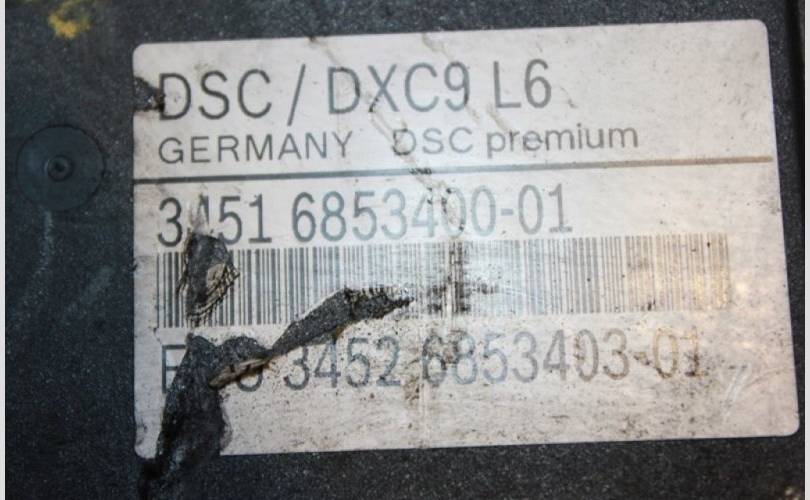 DSC / DXC9 L6
GERMANY DSC premium
3451 6853400-01
3452 6853403-01